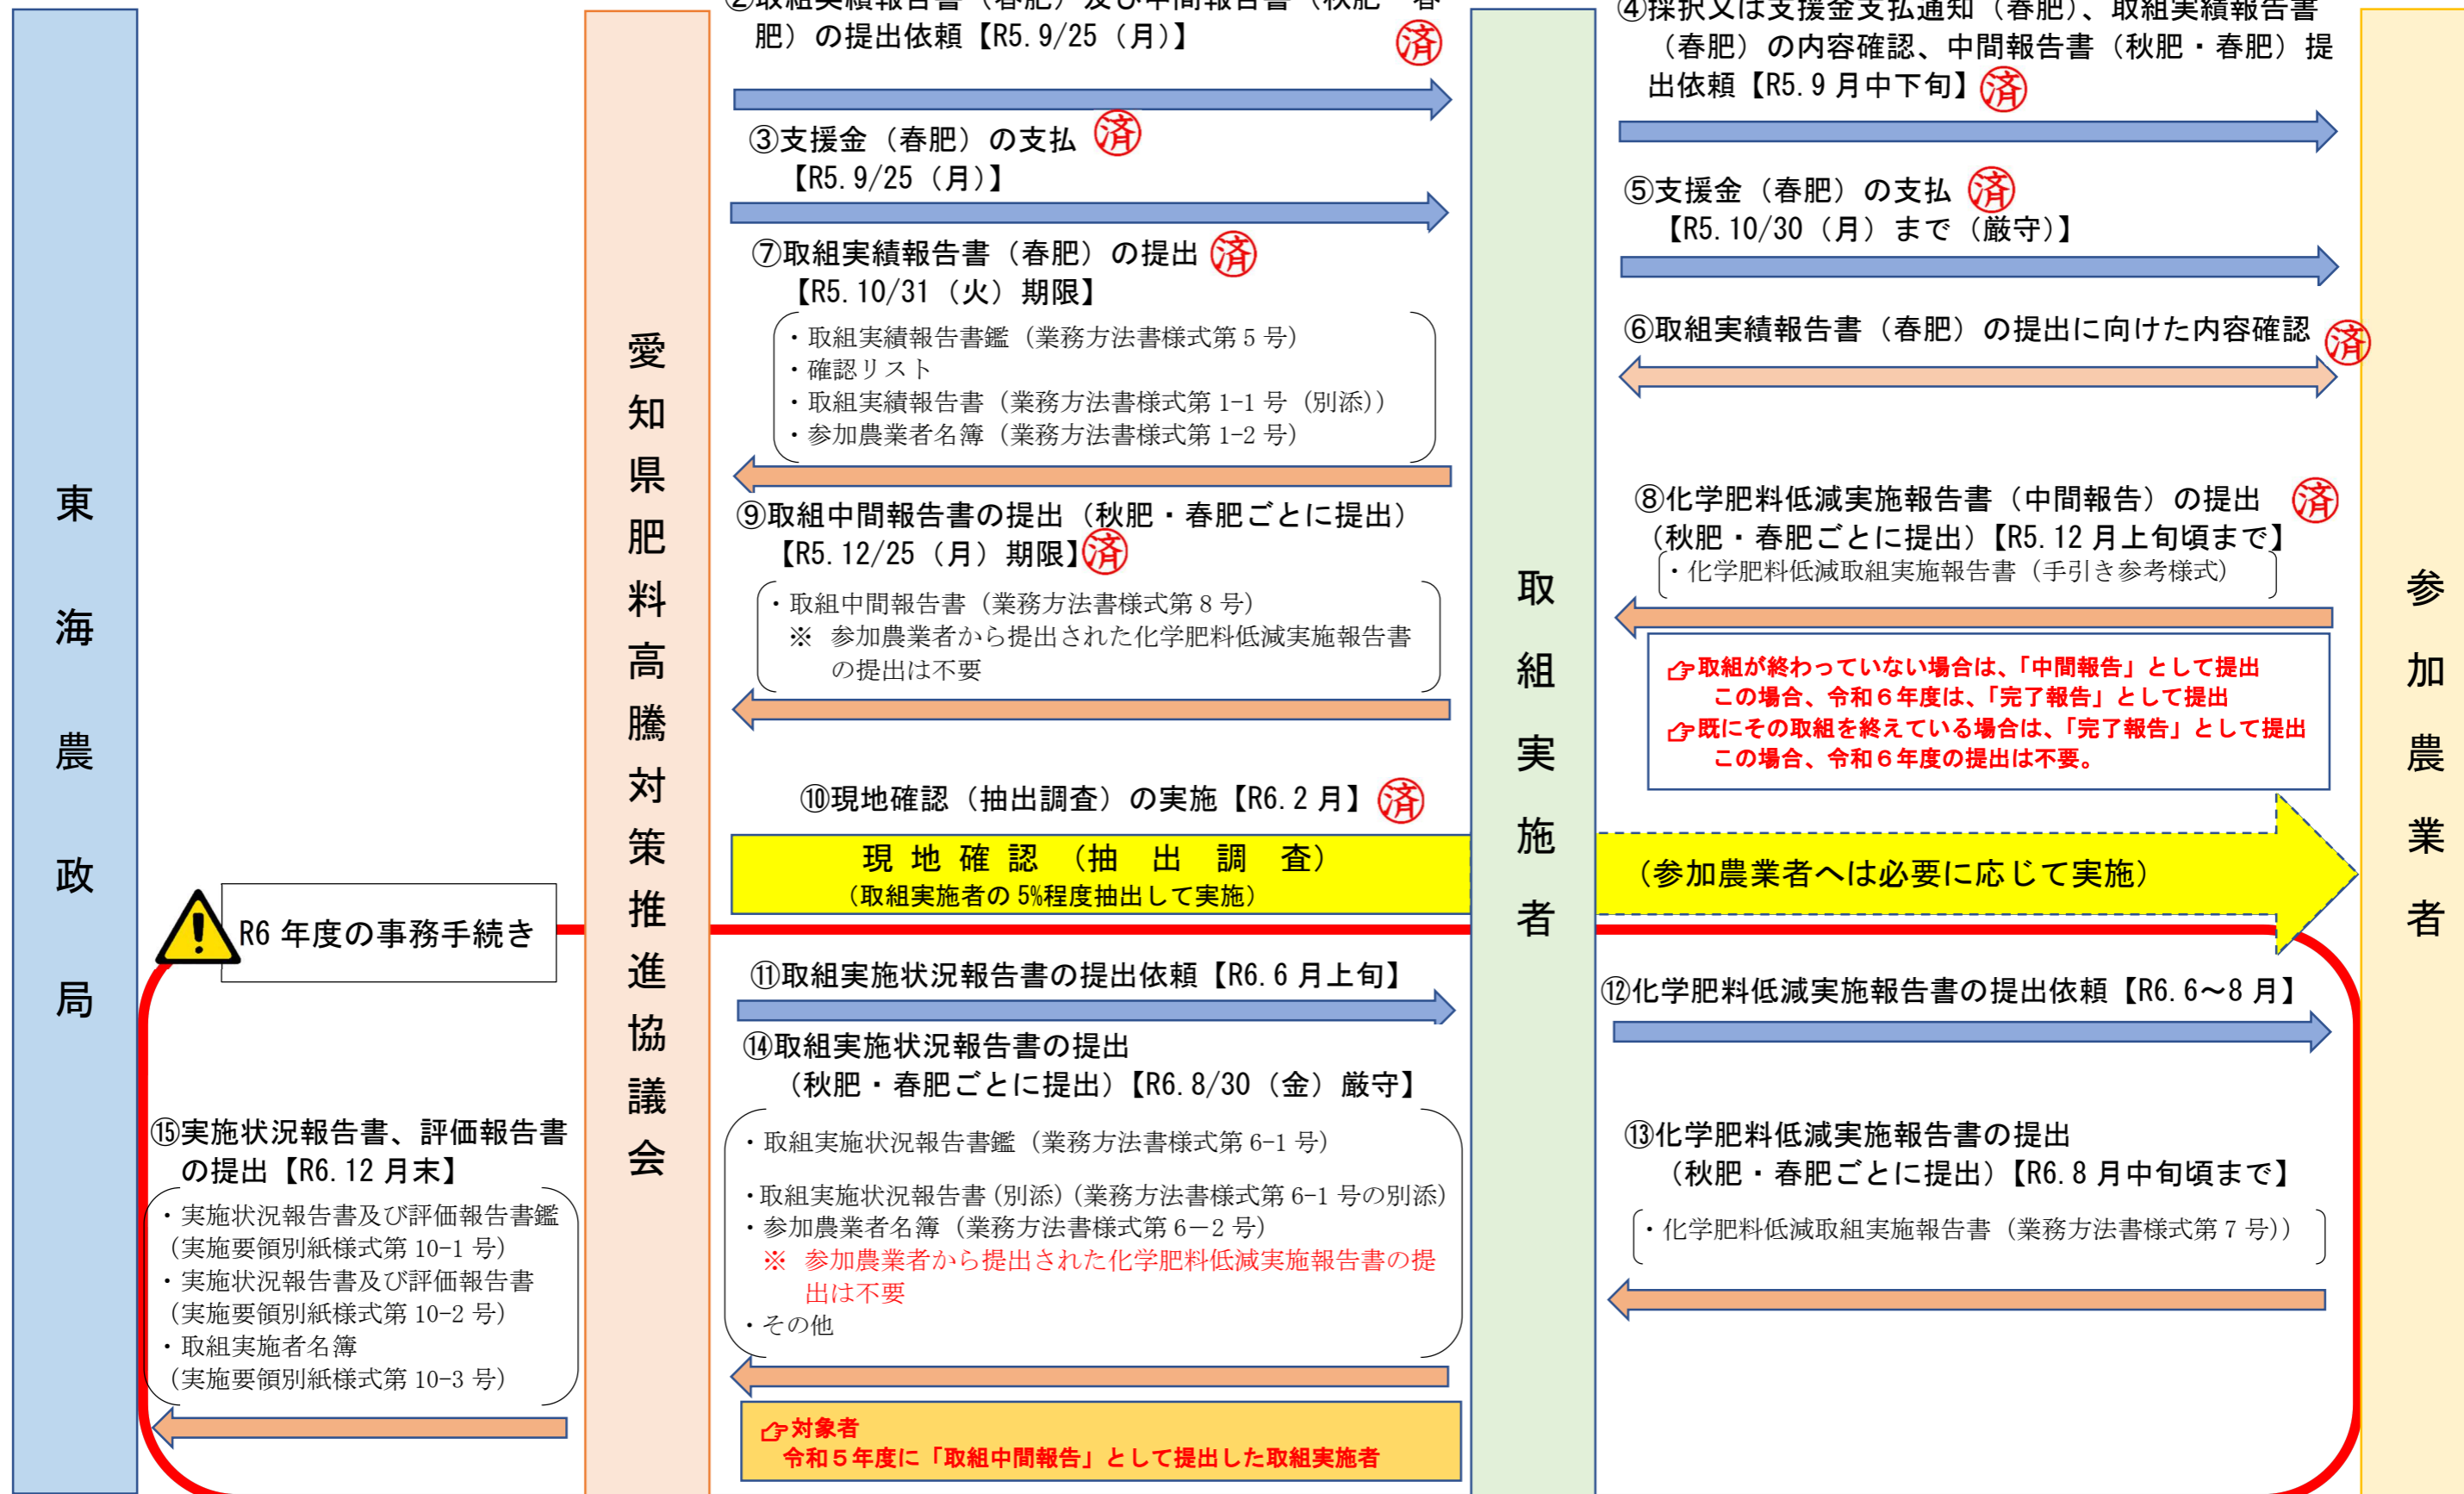 ②取組実績報告書（春肥）及び中間報告書（秋肥・春
肥）の提出依頼【R5.9/25（月）】
済
③支援金（春肥）の支払 済
【R5.9/25（月）】
⑦取組実績報告書（春肥）の提出 済
【R5.10/31（火）期限】
・取組実績報告書鑑（業務方法書様式第5号）
・確認リスト
・取組実績報告書（業務方法書様式第1-1号（別添））
・参加農業者名簿（業務方法書様式第1-2号）
⑨取組中間報告書の提出（秋肥・春肥ごとに提出）
【R5.12/25（月）期限】済
・取組中間報告書（業務方法書様式第8号）
※ 参加農業者から提出された化学肥料低減実施報告書
の提出は不要
⑩現地確認（抽出調査）の実施【R6.2月】済
現地確認（抽出調査）
（取組実施者の5%程度抽出して実施）
④採択又は支援金支払通知（春肥）、取組実績報告書
（春肥）の内容確認、中間報告書（秋肥・春肥）提
出依頼【R5.9月中下旬】済
⑤支援金（春肥）の支払 済
【R5.10/30（月）まで（厳守）】
⑥取組実績報告書（春肥）の提出に向けた内容確認 済
⑧化学肥料低減実施報告書（中間報告）の提出 済
（秋肥・春肥ごとに提出）【R5.12月上旬頃まで】
・化学肥料低減取組実施報告書（手引き参考様式）
取組が終わっていない場合は、「中間報告」として提出
この場合、令和６年度は、「完了報告」として提出
既にその取組を終えている場合は、「完了報告」として提出
この場合、令和６年度の提出は不要。
（参加農業者へは必要に応じて実施）
東海農政局
愛知県肥料高騰対策推進協議会
取組実施者
参加農業者
R6年度の事務手続き
⑪取組実施状況報告書の提出依頼【R6.6月上旬】
⑫化学肥料低減実施報告書の提出依頼【R6.6～8月】
⑭取組実施状況報告書の提出
（秋肥・春肥ごとに提出）【R6.8/30（金）厳守】
・取組実施状況報告書鑑（業務方法書様式第6-1号）
・取組実施状況報告書（別添）（業務方法書様式第6-1号の別添）
・参加農業者名簿（業務方法書様式第6－2号）
※ 参加農業者から提出された化学肥料低減実施報告書の提
出は不要
・その他
対象者
令和５年度に「取組中間報告」として提出した取組実施者
⑬化学肥料低減実施報告書の提出
（秋肥・春肥ごとに提出）【R6.8月中旬頃まで】
・化学肥料低減取組実施報告書（業務方法書様式第7号））
⑮実施状況報告書、評価報告書
の提出【R6.12月末】
・実施状況報告書及び評価報告書鑑
（実施要領別紙様式第10-1号）
・実施状況報告書及び評価報告書
（実施要領別紙様式第10-2号）
・取組実施者名簿
（実施要領別紙様式第10-3号）